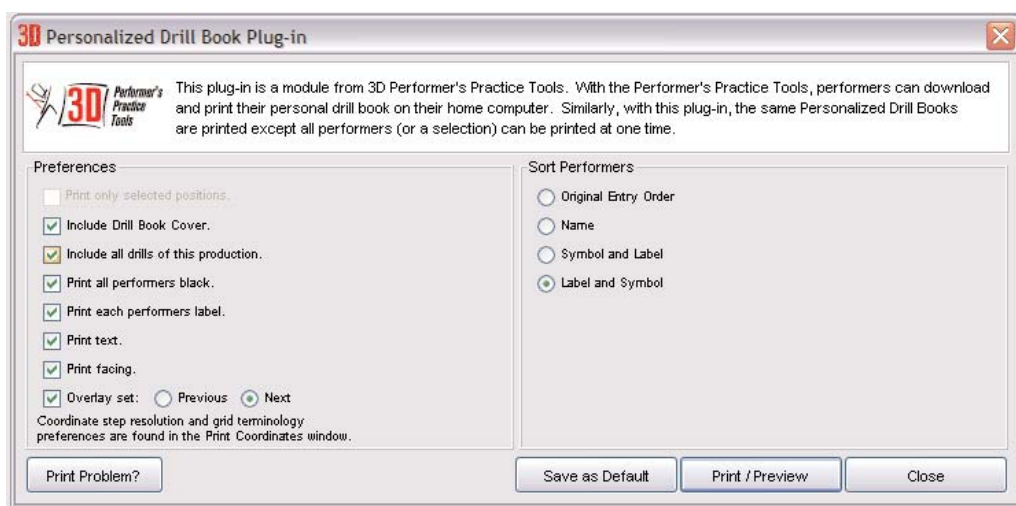 3D Personalized Drill Book Plug-in
3D Performer's Practice Tools
This plug-in is a module from 3D Performer's Practice Tools. With the Performer's Practice Tools, performers can download
and print their personal drill book on their home computer. Similarly, with this plug-in, the same Personalized Drill Books
are printed except all performers (or a selection) can be printed at one time.
Preferences
Print only selected positions.
Include Drill Book Cover.
Include all drills of this production.
Print all performers black.
Print each performers label.
Print text.
Print facing.
Overlay set: Previous Next
Coordinate step resolution and grid terminology
preferences are found in the Print Coordinates window.
Sort Performers
Original Entry Order
Name
Symbol and Label
Label and Symbol
Print Problem? Save as Default Print / Preview Close